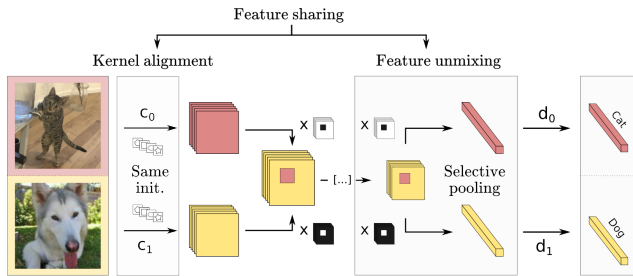 Feature sharing
Kernel alignment
Feature unmixing
c0
x
x
d0
Cat
Same
init.
[...]
Selective
pooling
c1
x
x
d1
Dog